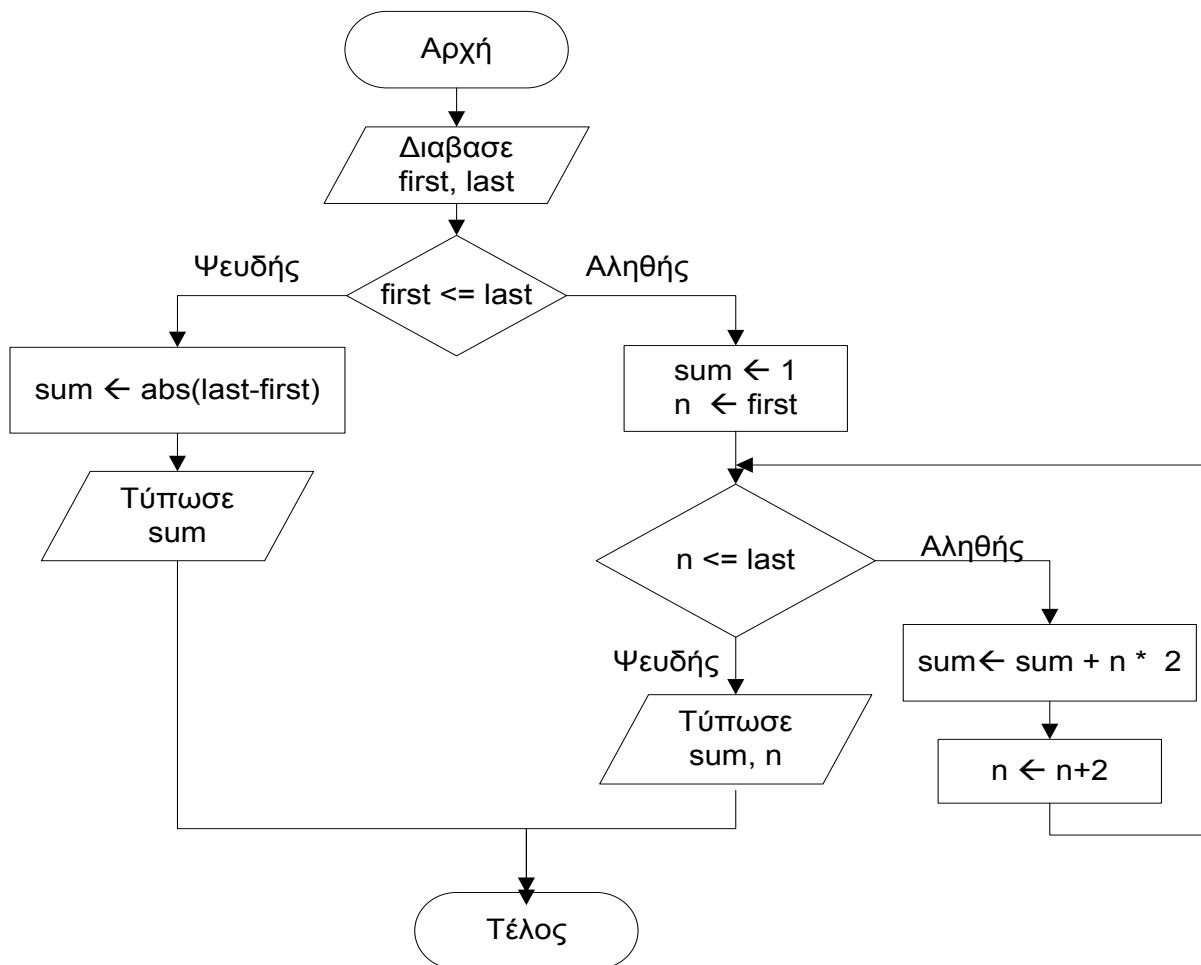 Αρχή
Διαβασε
first, last
Ψευδής
Αληθής
first <= last
sum ← abs(last-first)
sum ← 1
n ← first
Τύπωσε
sum
n <= last
Αληθής
sum← sum + n * 2
Ψευδής
Τύπωσε
sum, n
n ← n+2
Τέλος